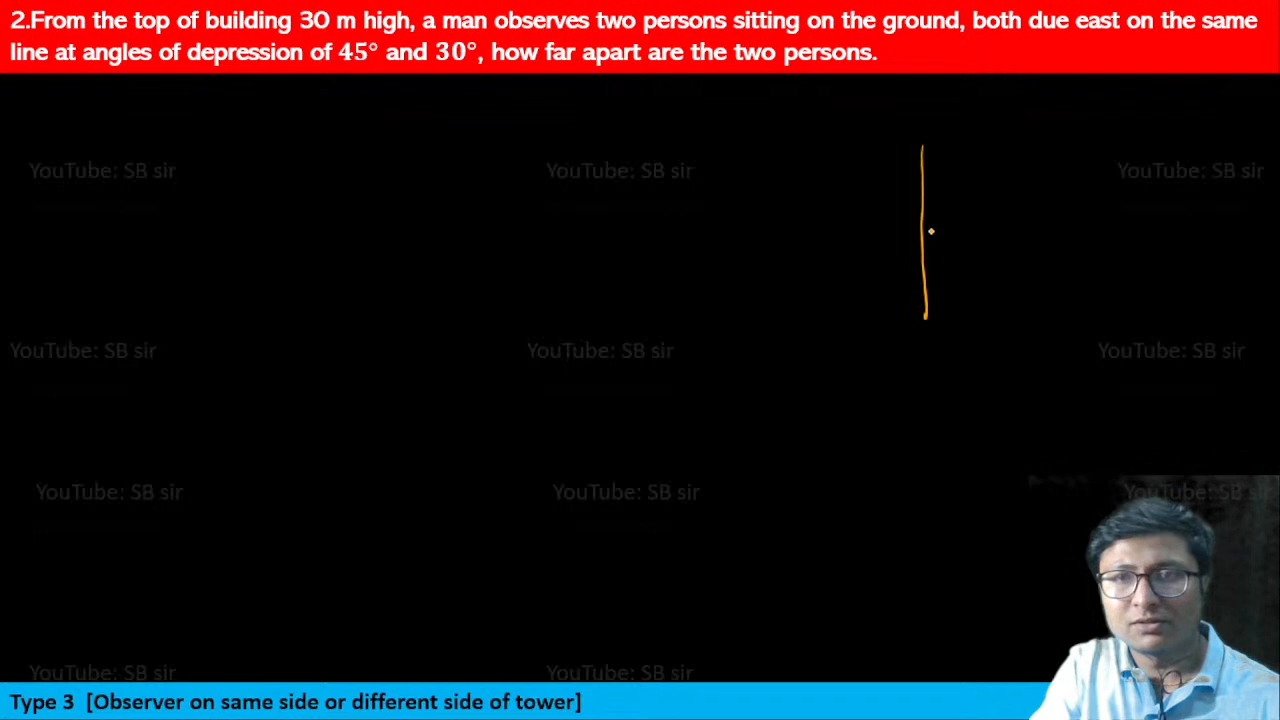 2.From the top of building 30 m high, a man observes two persons sitting on the ground, both due east on the same
line at angles of depression of 45° and 30°, how far apart are the two persons.
YouTube: SB sir YouTube: SB sir YouTube: SB sir
YouTube: SB sir YouTube: SB sir YouTube: SB sir
YouTube: SB sir YouTube: SB sir YouTube: SB sir
YouTube: SB sir YouTube: SB sir
Type 3 [Observer on same side or different side of tower]